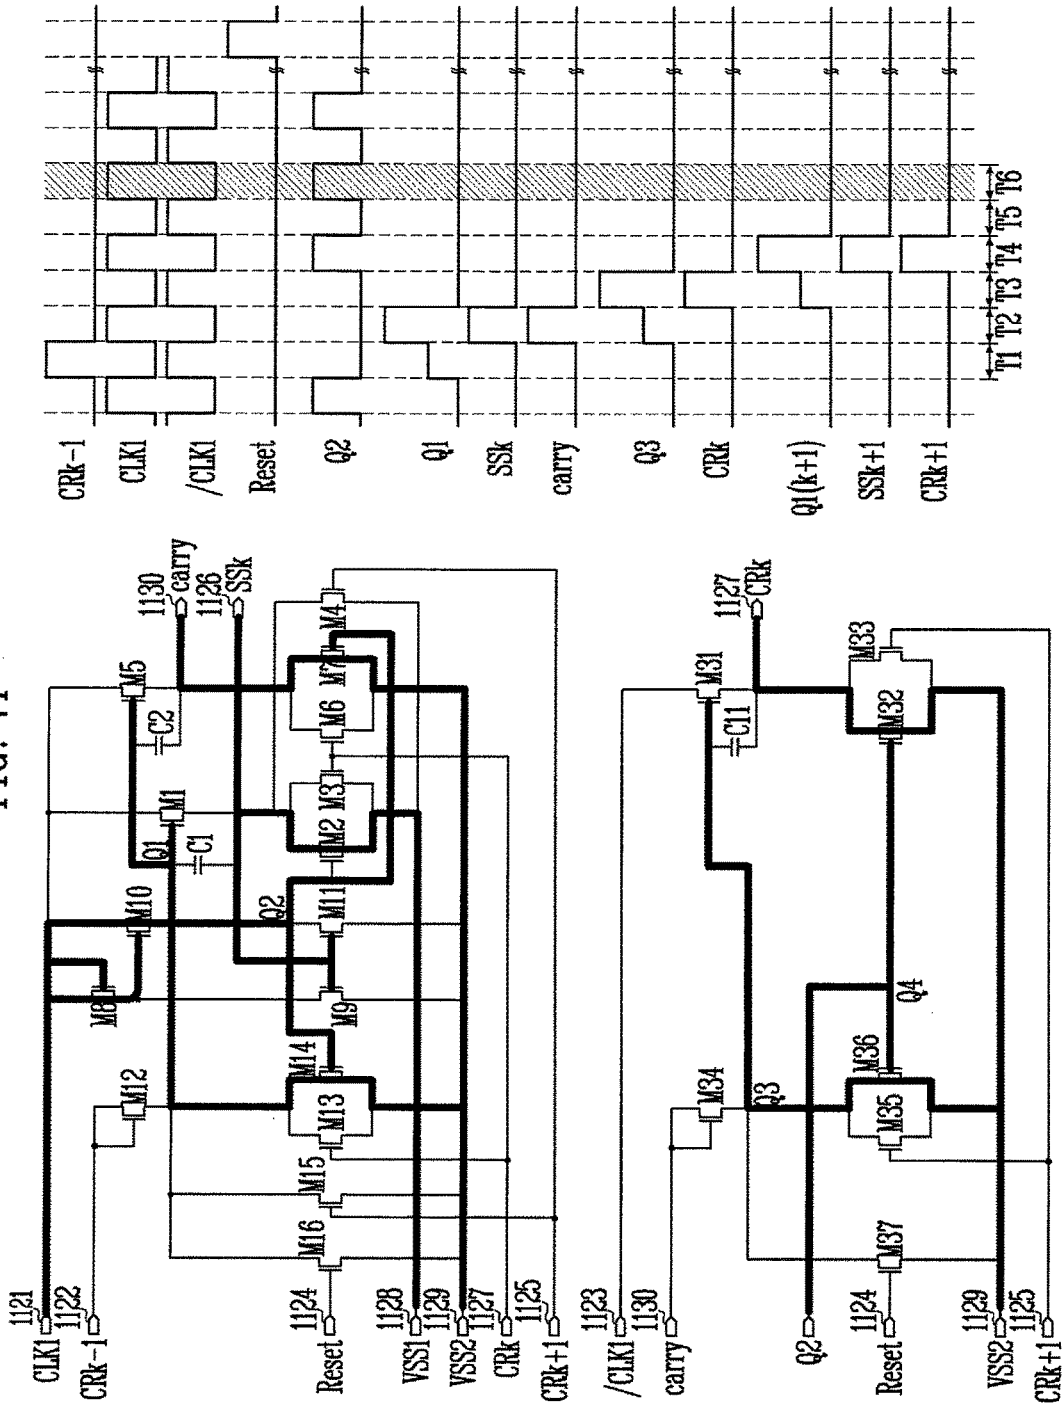 CRk-1
CLK1
/CLK1
Reset
Q2
Q1
SSk
carry
Q3
CRk
Q1(k+1)
SSk+1
CRk+1
T1 T2 T3 T4 T5 T6
1121
CLK1
1122
CRk-1
1124
Reset
1128
VSS1
1129
VSS2
1127
CRk
1125
CRk+1
M12
M8
M10
Q1
M1
C1
M5
C2
1130
carry
1126
SSk
Q2
M16
M15
M13
M14
M9
M11
M2
M3
M6
M7
M4
1123
/CLK1
1130
carry
Q2
1124
Reset
1129
VSS2
1125
CRk+1
M34
Q3
M37
M35
M36
Q4
M31
C11
M32
M33
1127
CRk